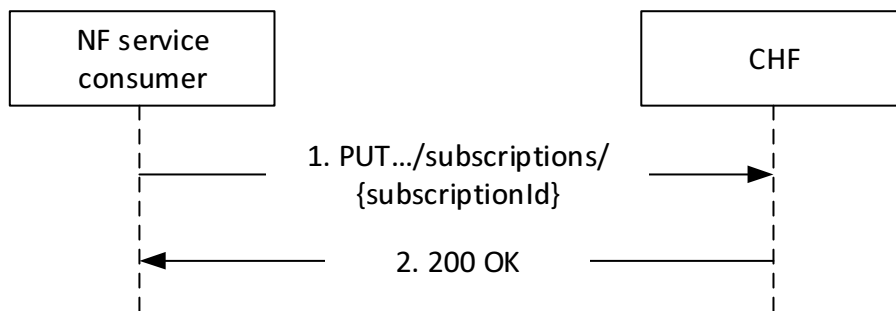 NF service
consumer
CHF
1. PUT.../subscriptions/
{subscriptionId}
2. 200 OK